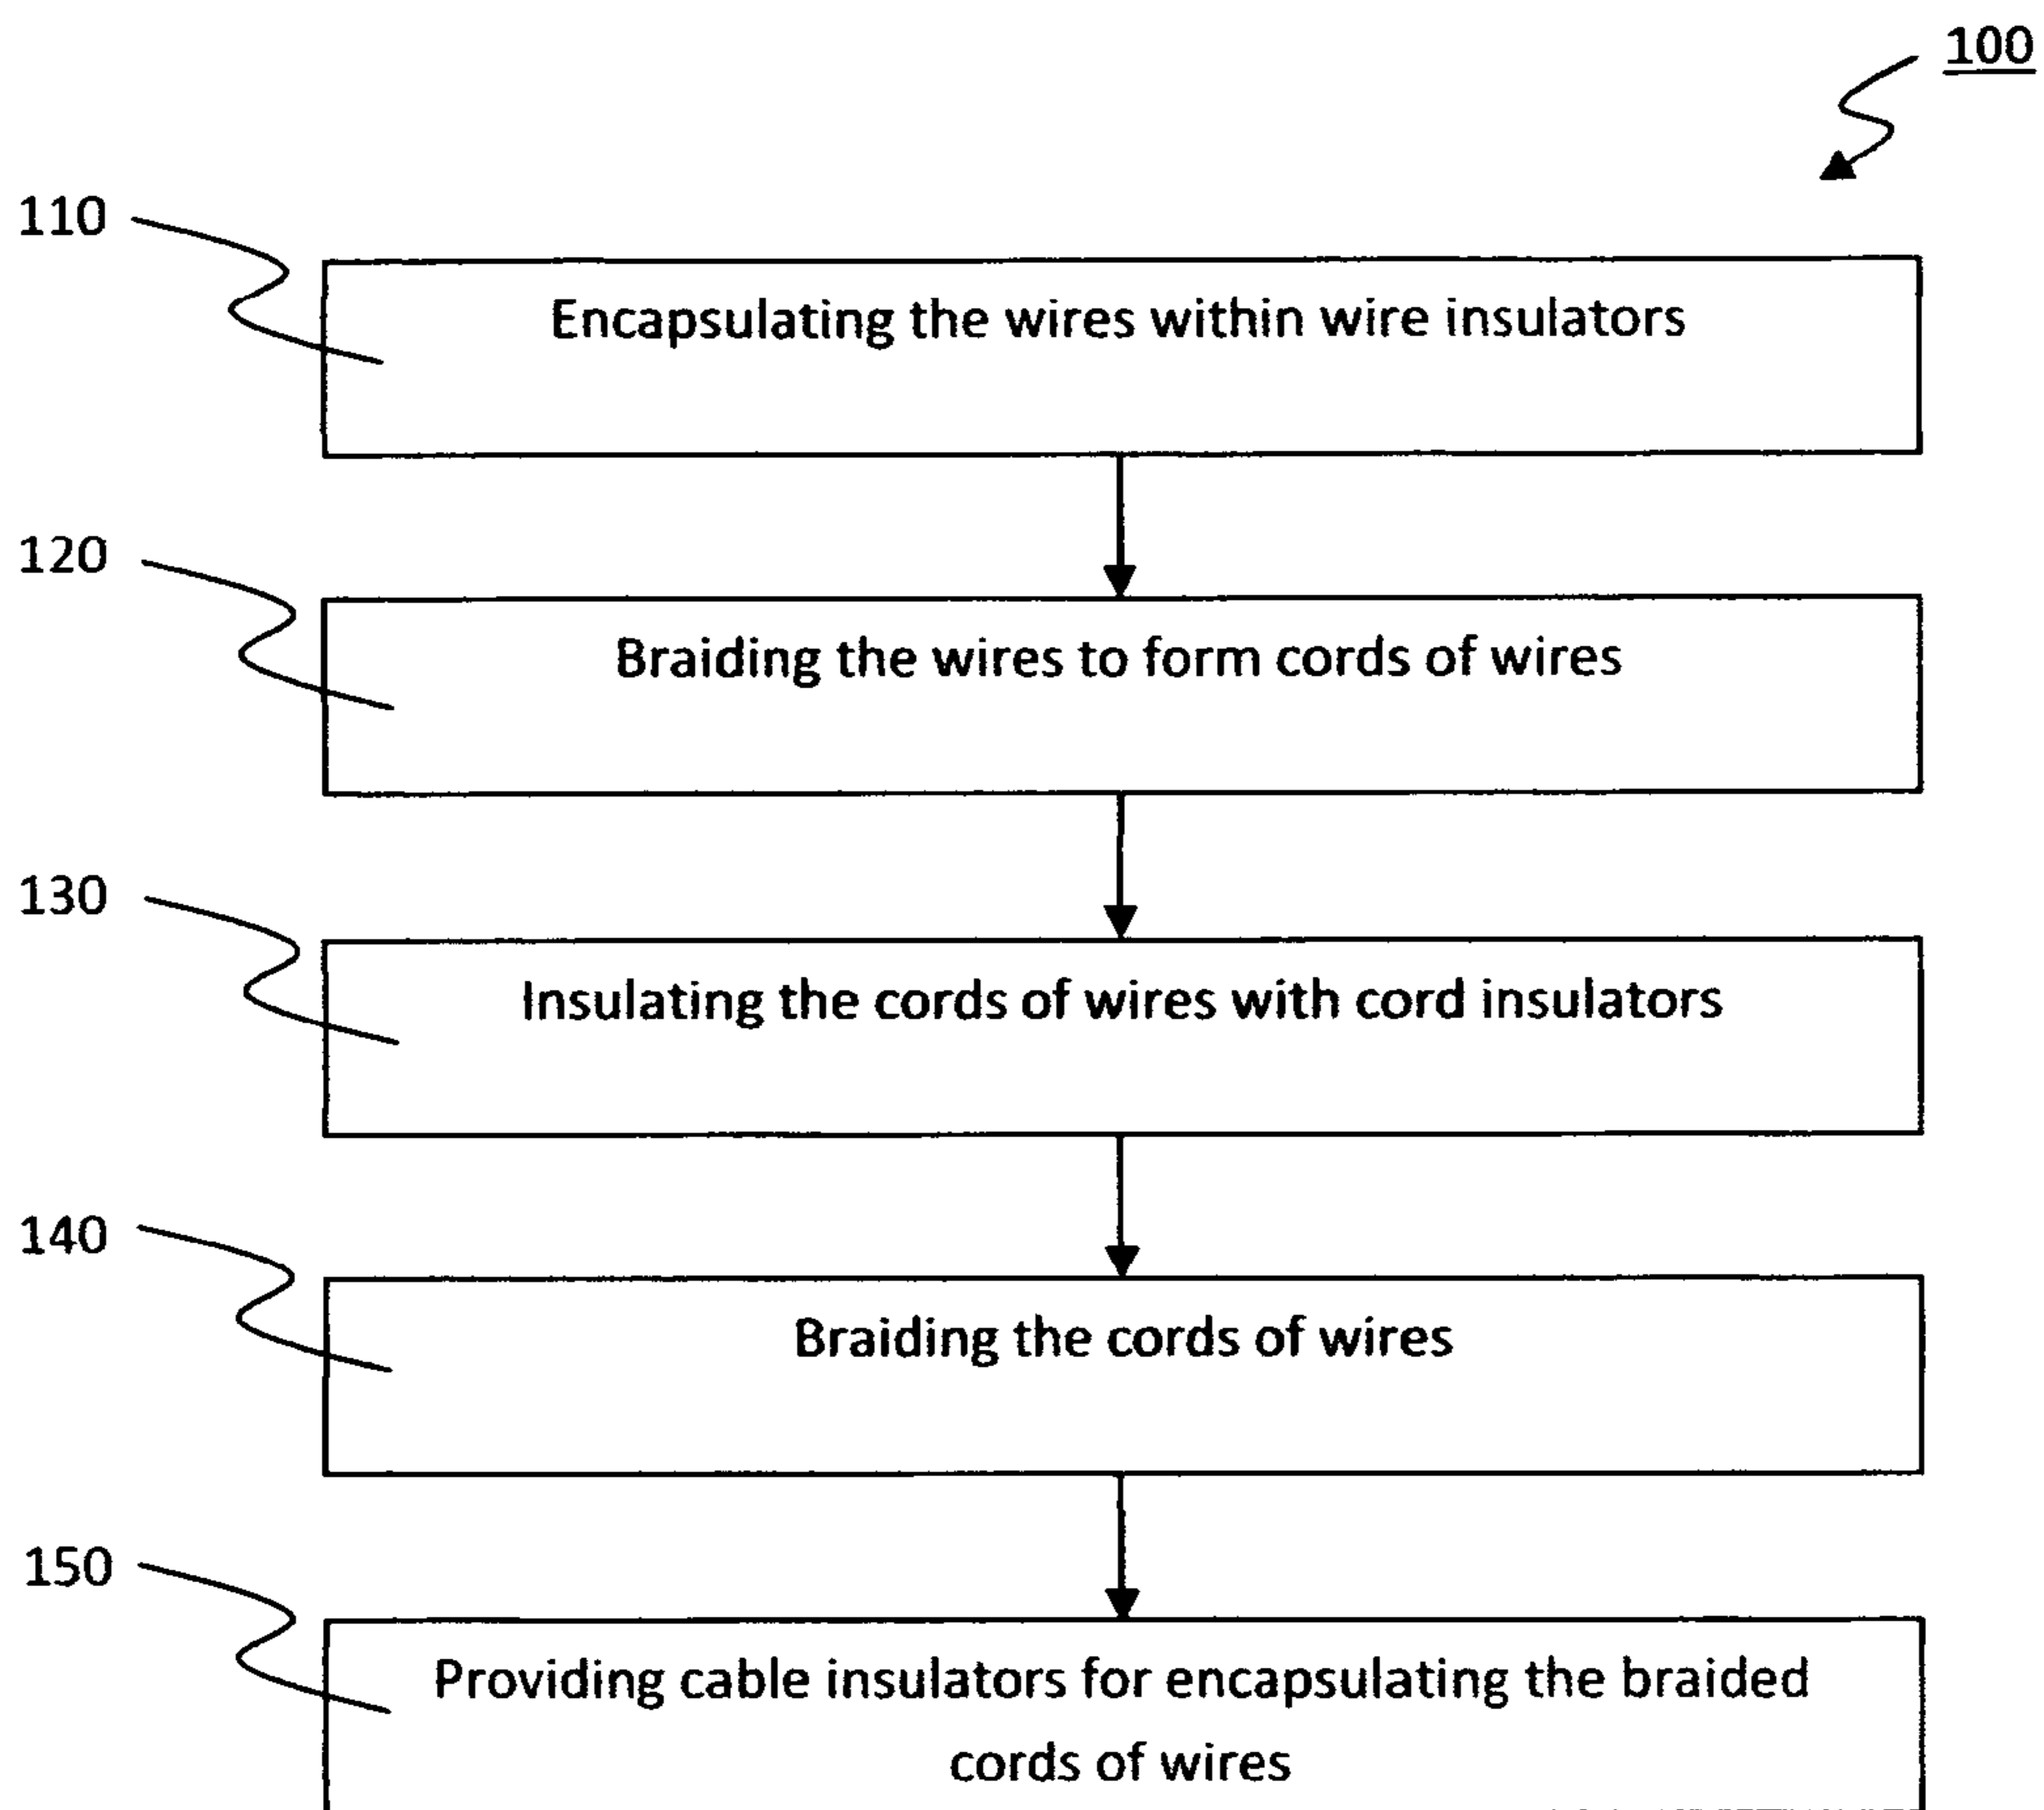 100
110
Encapsulating the wires within wire insulators
120
Braiding the wires to form cords of wires
130
Insulating the cords of wires with cord insulators
140
Braiding the cords of wires
150
Providing cable insulators for encapsulating the braided
cords of wires